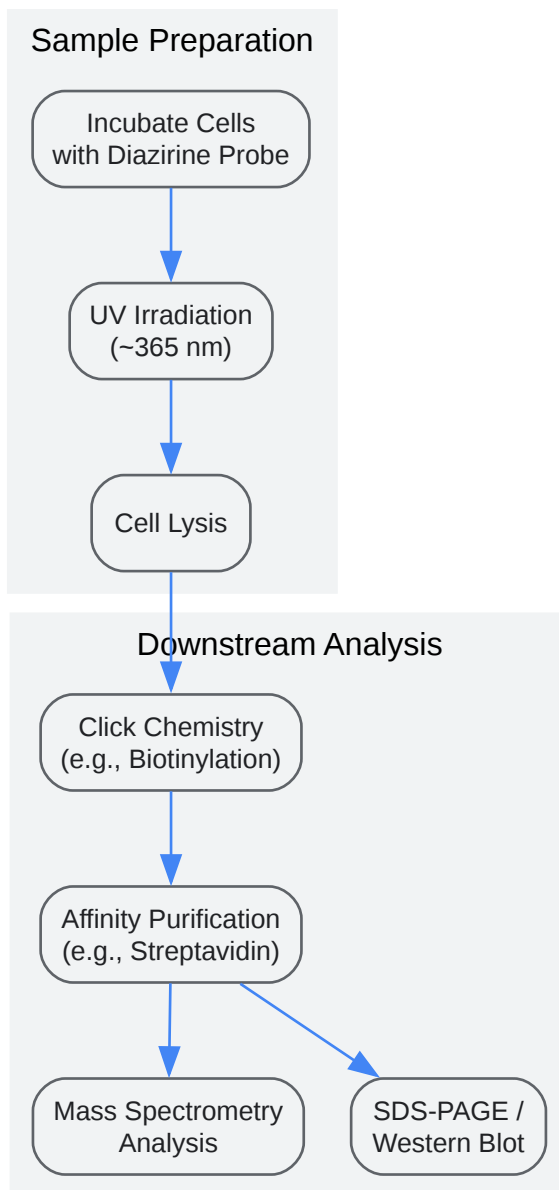 Sample Preparation
Incubate Cells
with Diazirine Probe
UV Irradiation
(~365 nm)
Cell Lysis
Downstream Analysis
Click Chemistry
(e.g., Biotinylation)
Affinity Purification
(e.g., Streptavidin)
Mass Spectrometry
Analysis
SDS-PAGE /
Western Blot